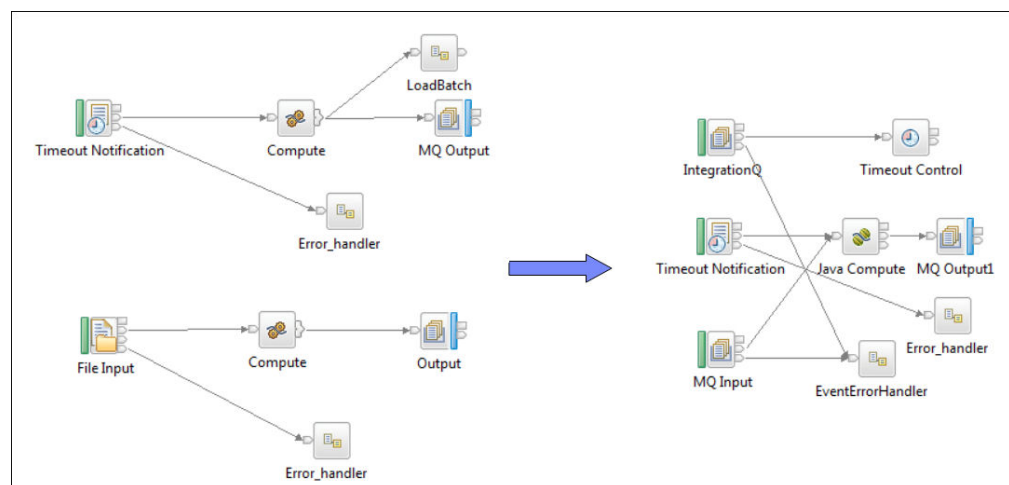 LoadBatch
Timeout Notification
Compute
MQ Output
Error_handler
File Input
Compute
Output
Error_handler
IntegrationQ
Timeout Control
Timeout Notification
Java Compute
MQ Output1
Error_handler
MQ Input
EventErrorHandler